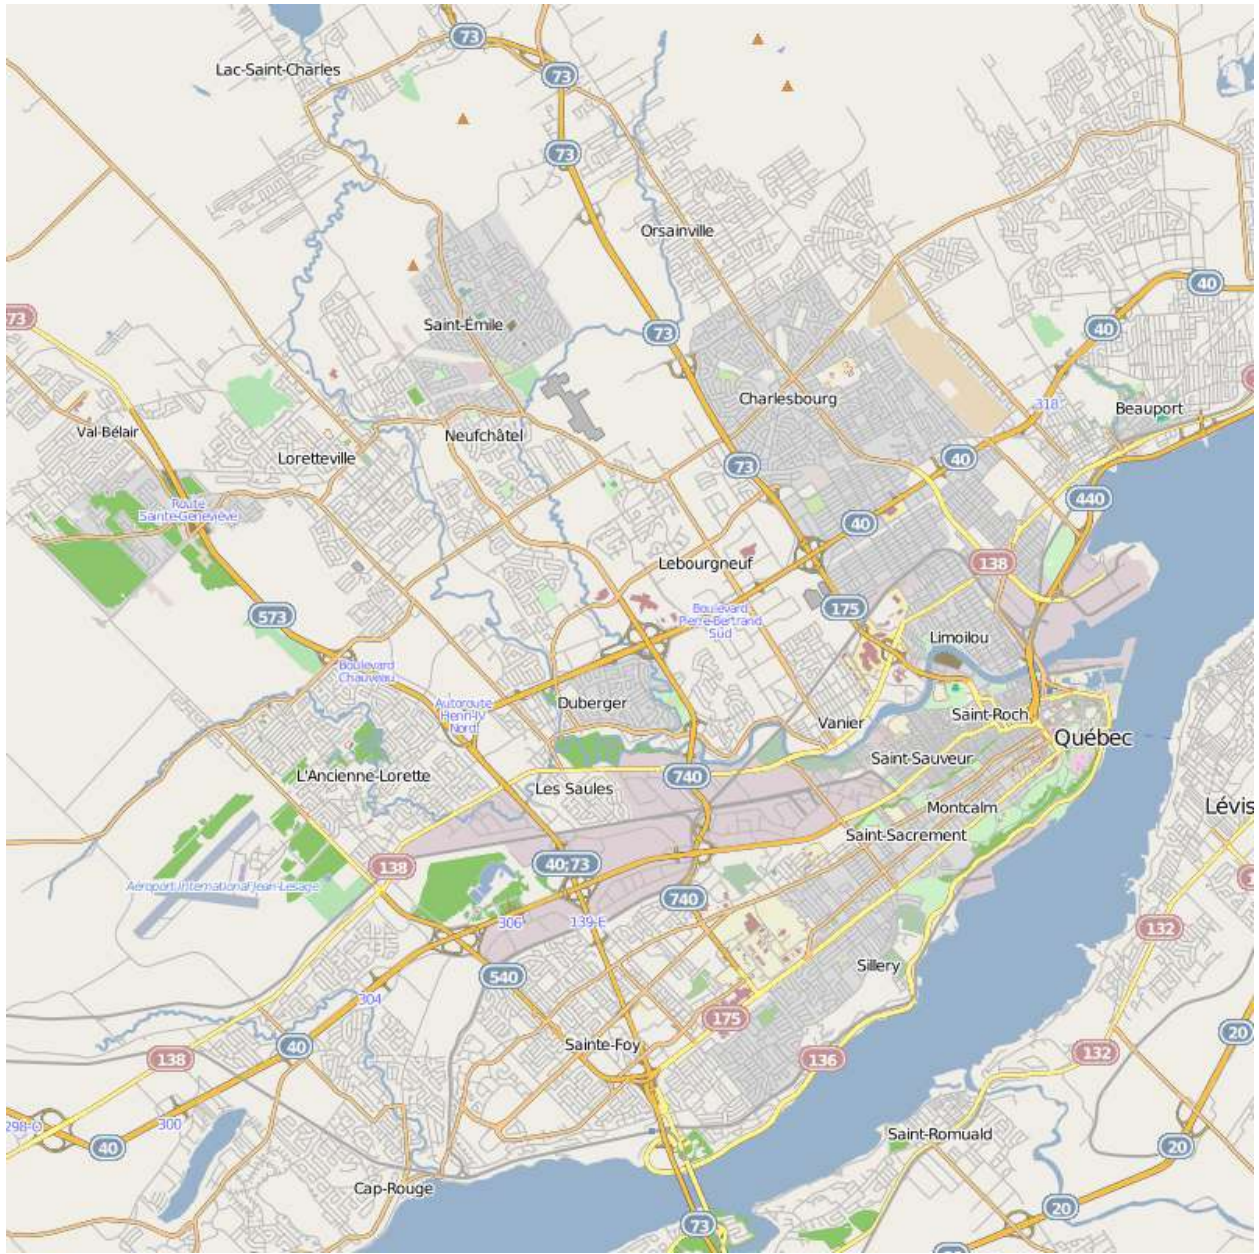 73
Lac-Saint-Charles
73
73
Orsainville
40
73
Saint-Émile
73
40
Charlesbourg
318
Beauport
Val-Bélair
Neufchâtel
Loretteville
40
73
440
Route
Sainte-Geneviève
40
Lebourgneuf
138
175
573
Boulevard
Pierre-Bertrand
Sud
Limoilou
Boulevard
Chauveau
Autoroute
Henri-IV
Nord
Duberger
Saint-Roch
Vanier
Québec
Saint-Sauveur
L'Ancienne-Lorette
740
Les Saules
Montcalm
Lévis
Saint-Sacrement
138
40;73
Aéroport International Jean-Lesage
740
306
139-E
132
Sillery
540
304
175
20
Sainte-Foy
40
138
136
132
298-O
300
40
Saint-Romuald
20
Cap-Rouge
20
73